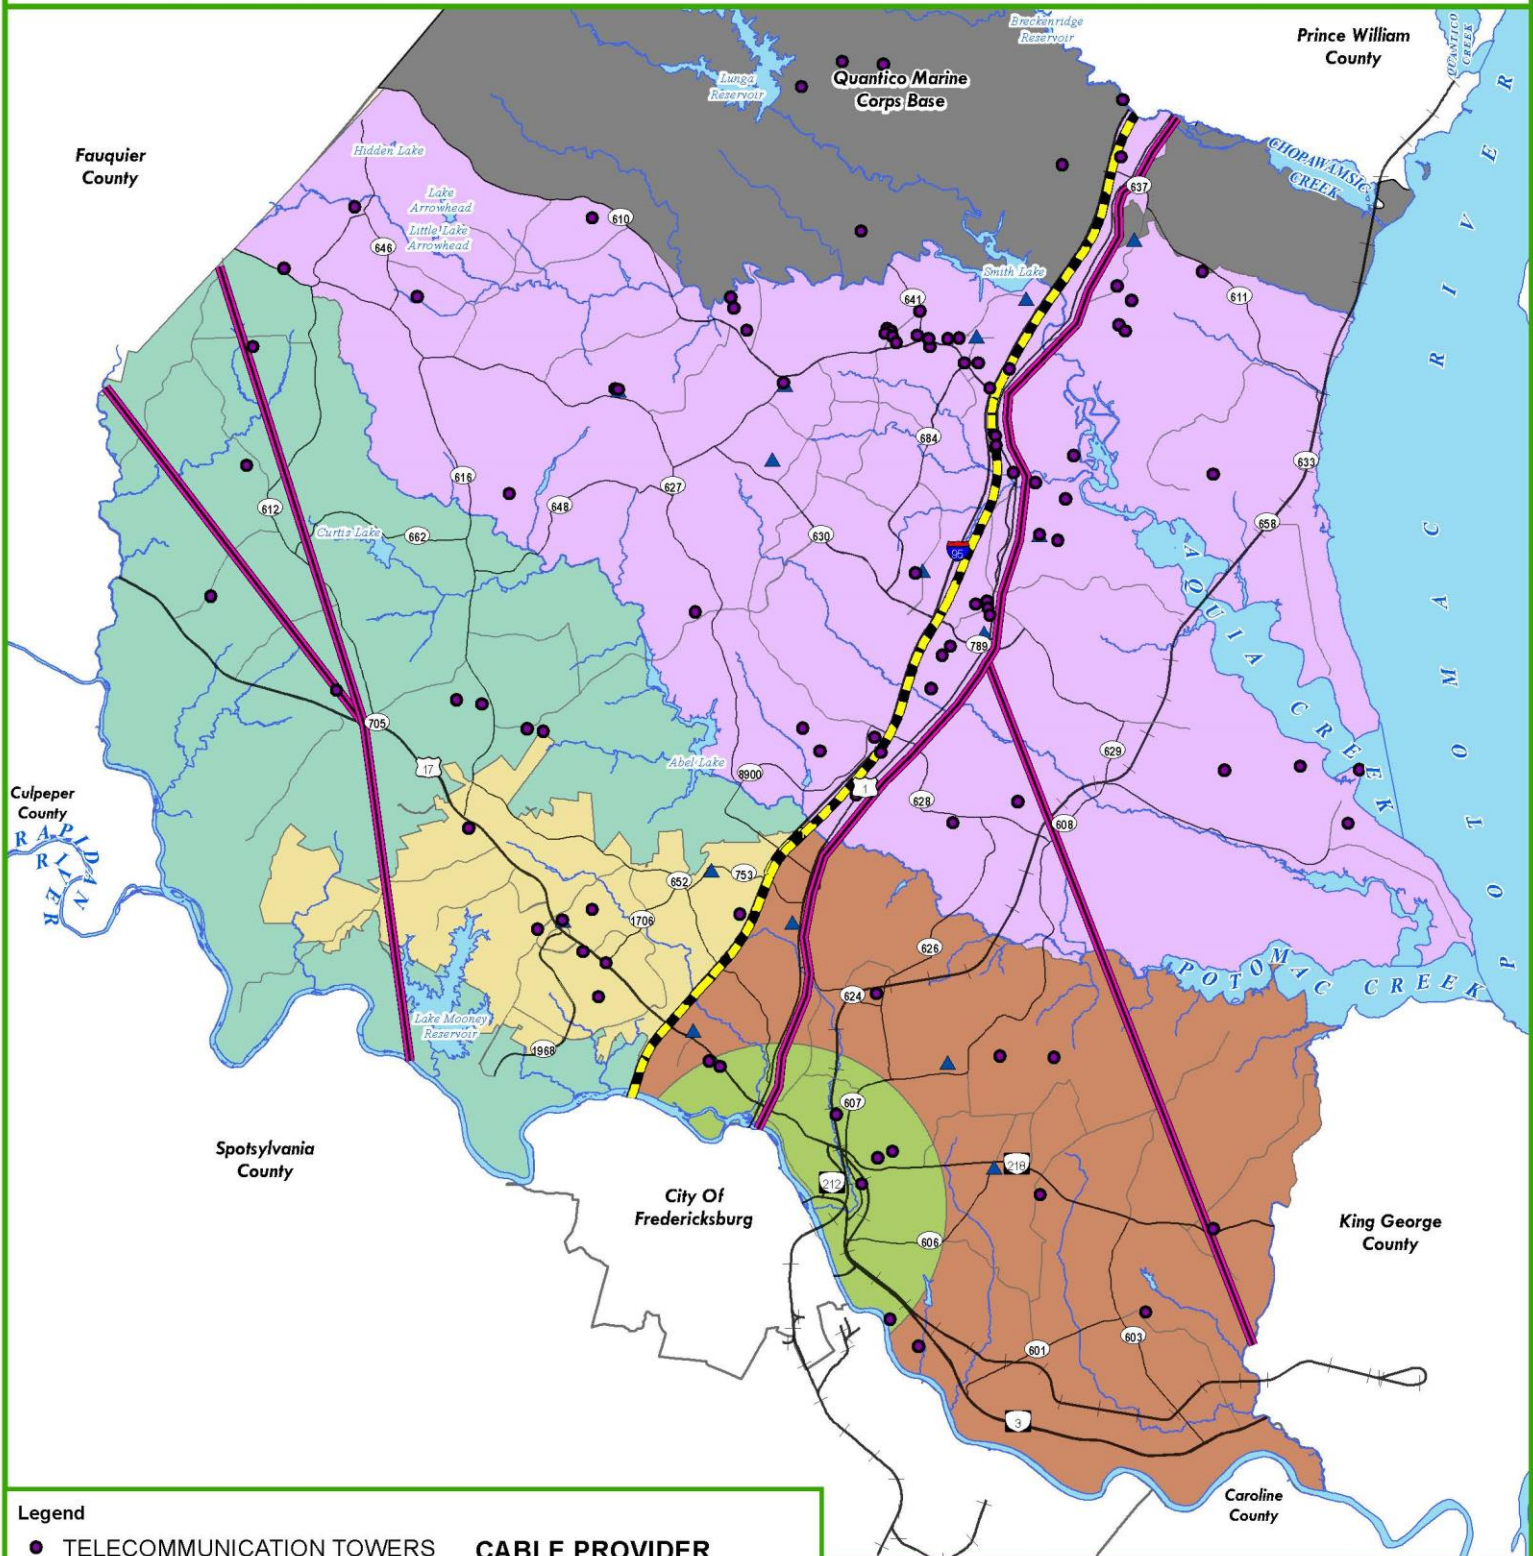 Breckenridge
Reservoir
Prince William
County
QUANTICO
CREEK
Lunga
Reservoir
Quantico Marine
Corps Base
Fauquier
County
Hidden Lake
CHOPAWAMSIC
CREEK
637
Lake
Arrowhead
Little Lake
Arrowhead
610
646
Smith Lake
641
611
POTOMAC RIVER
684
633
616
627
648
612
658
Curtis Lake
662
630
95
AQUIA CREEK
789
705
629
17
Abel Lake
8900
1
628
608
Culpeper
County
RAPIDAN
RIVER
652
753
1706
626
POTOMAC CREEK
624
Lake Mooney
Reservoir
1968
607
Spotsylvania
County
218
212
City Of
Fredericksburg
606
King George
County
603
601
3
Caroline
County
Legend
TELECOMMUNICATION TOWERS
CABLE PROVIDER